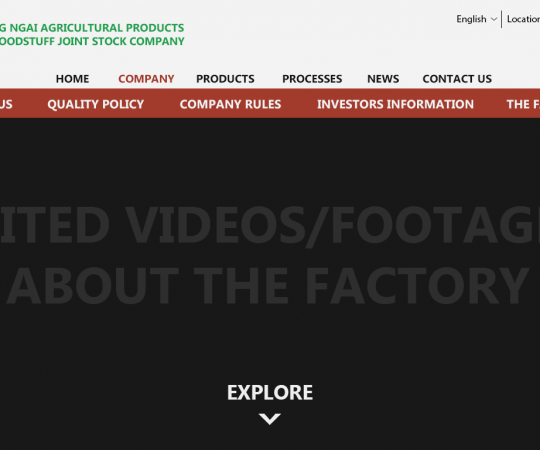 English
Location
G NGAI AGRICULTURAL PRODUCTS
OODSTUFF JOINT STOCK COMPANY
HOME COMPANY PRODUCTS PROCESSES NEWS CONTACT US
US QUALITY POLICY COMPANY RULES INVESTORS INFORMATION THE F
ITED VIDEOS/FOOTAGE
ABOUT THE FACTORY
EXPLORE